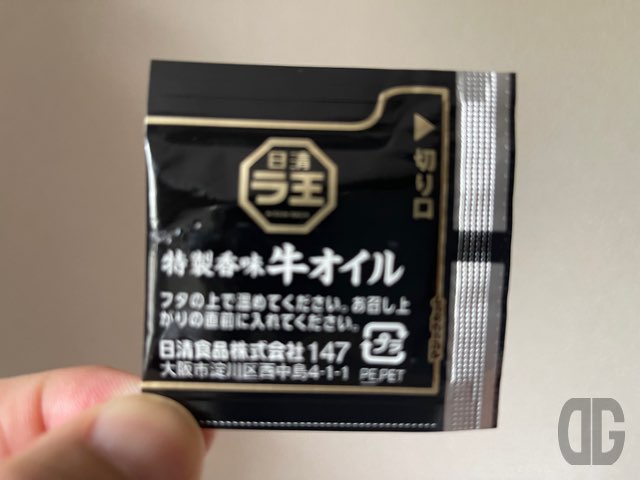 ▶切り口
日清
ラ王
特製香味牛オイル
フタの上で温めてください。お召し上
がりの直前に入れてください。
日清食品株式会社 147
大阪市淀川区西中島4-1-1
プラ
PE,PET
DG